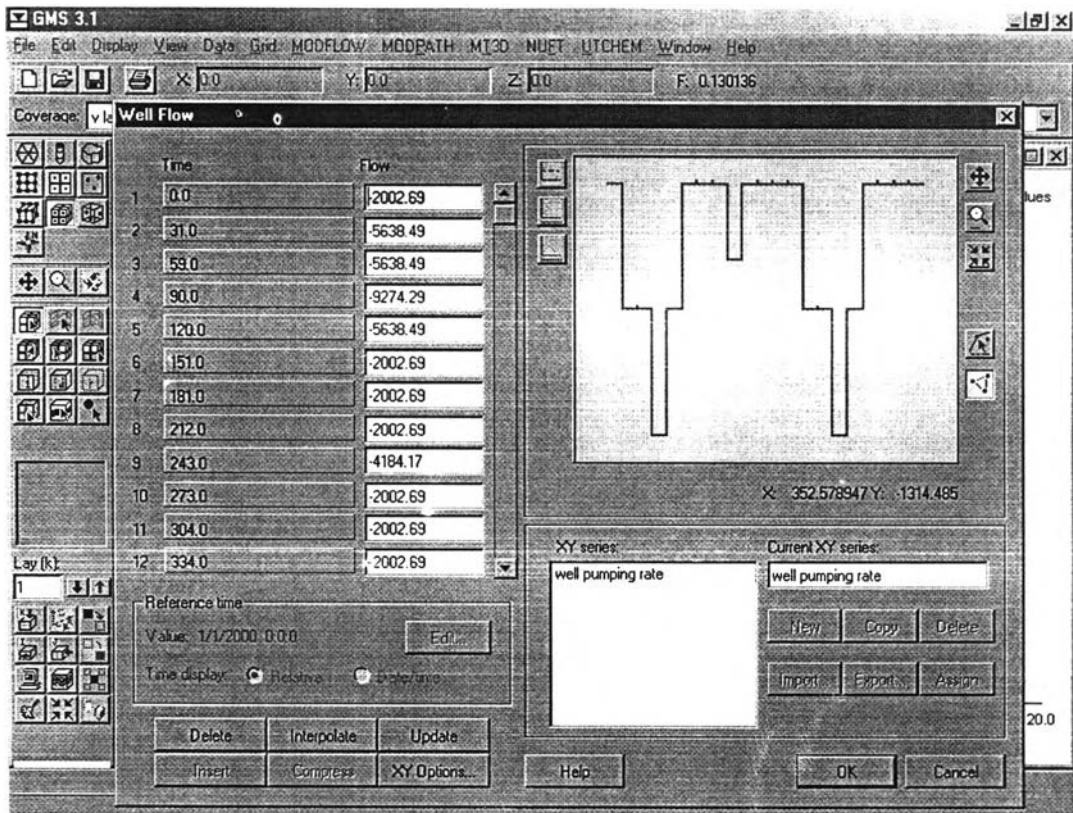 GMS 3.1
File Edit Display View Data Grid MODFLOW MODPATH MT3D NUFT UTCHEM Window Help
X: 0.0 Y: 0.0 Z: 0.0 F: 0.130136
Coverage: v la
Well Flow
Time Flow
1 0.0 -2002.69
2 31.0 -5638.49
3 59.0 -5638.49
4 90.0 -9274.29
5 120.0 -5638.49
6 151.0 -2002.69
7 181.0 -2002.69
8 212.0 -2002.69
9 243.0 -4184.17
10 273.0 -2002.69
11 304.0 -2002.69
12 334.0 -2002.69
lues
X: 352.578947 Y: -1314.485
XY series: Current XY series:
well pumping rate well pumping rate
New Copy Delete
Import... Export... Assign
Lay (k):
1
Reference time
Value: 1/1/2000 0:0:0 Edit...
Time display: Relative Date/time
20.0
Delete Interpolate Update
Insert Compress XY Options...
Help OK Cancel